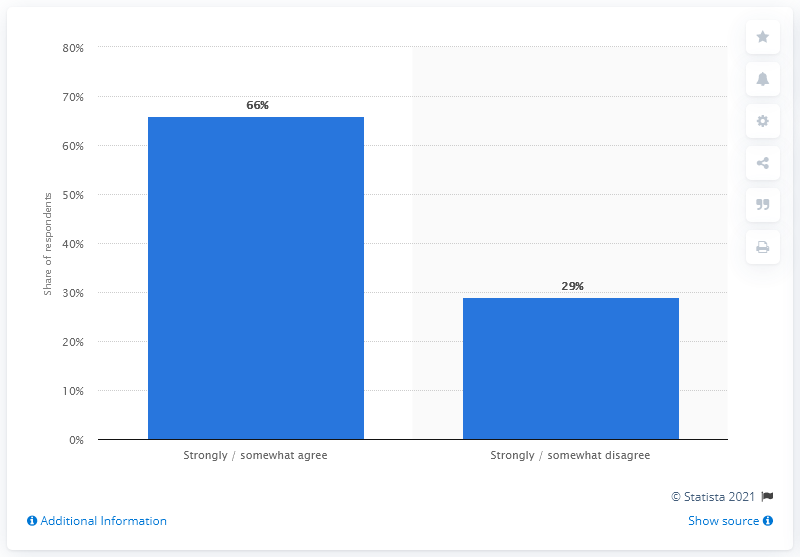 80%
70%
66%
60%
50%
40%
30%
29%
20%
10%
0%
Share of respondents
Strongly / somewhat agree
Strongly / somewhat disagree
© Statista 2021
Additional Information
Show source